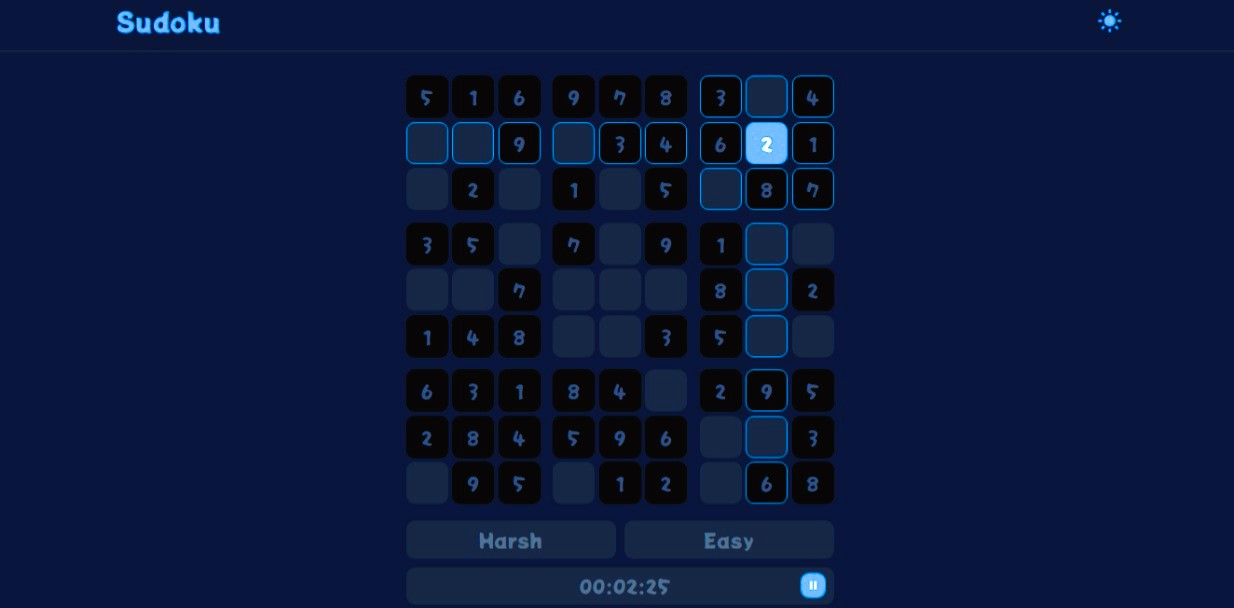 Sudoku
5 1 6 9 7 8 3 4
9 3 4 6 2 1
2 1 5 8 7
3 5 7 9 1
7 8 2
1 4 8 3 5
6 3 1 8 4 2 9 5
2 8 4 5 9 6 3
9 5 1 2 6 8
Harsh Easy
00:02:25